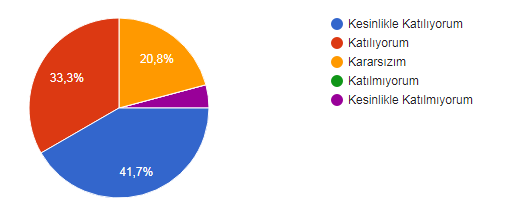 20,8%
33,3%
41,7%
Kesinlikle Katılıyorum
Katılıyorum
Kararsızım
Katılmıyorum
Kesinlikle Katılmıyorum